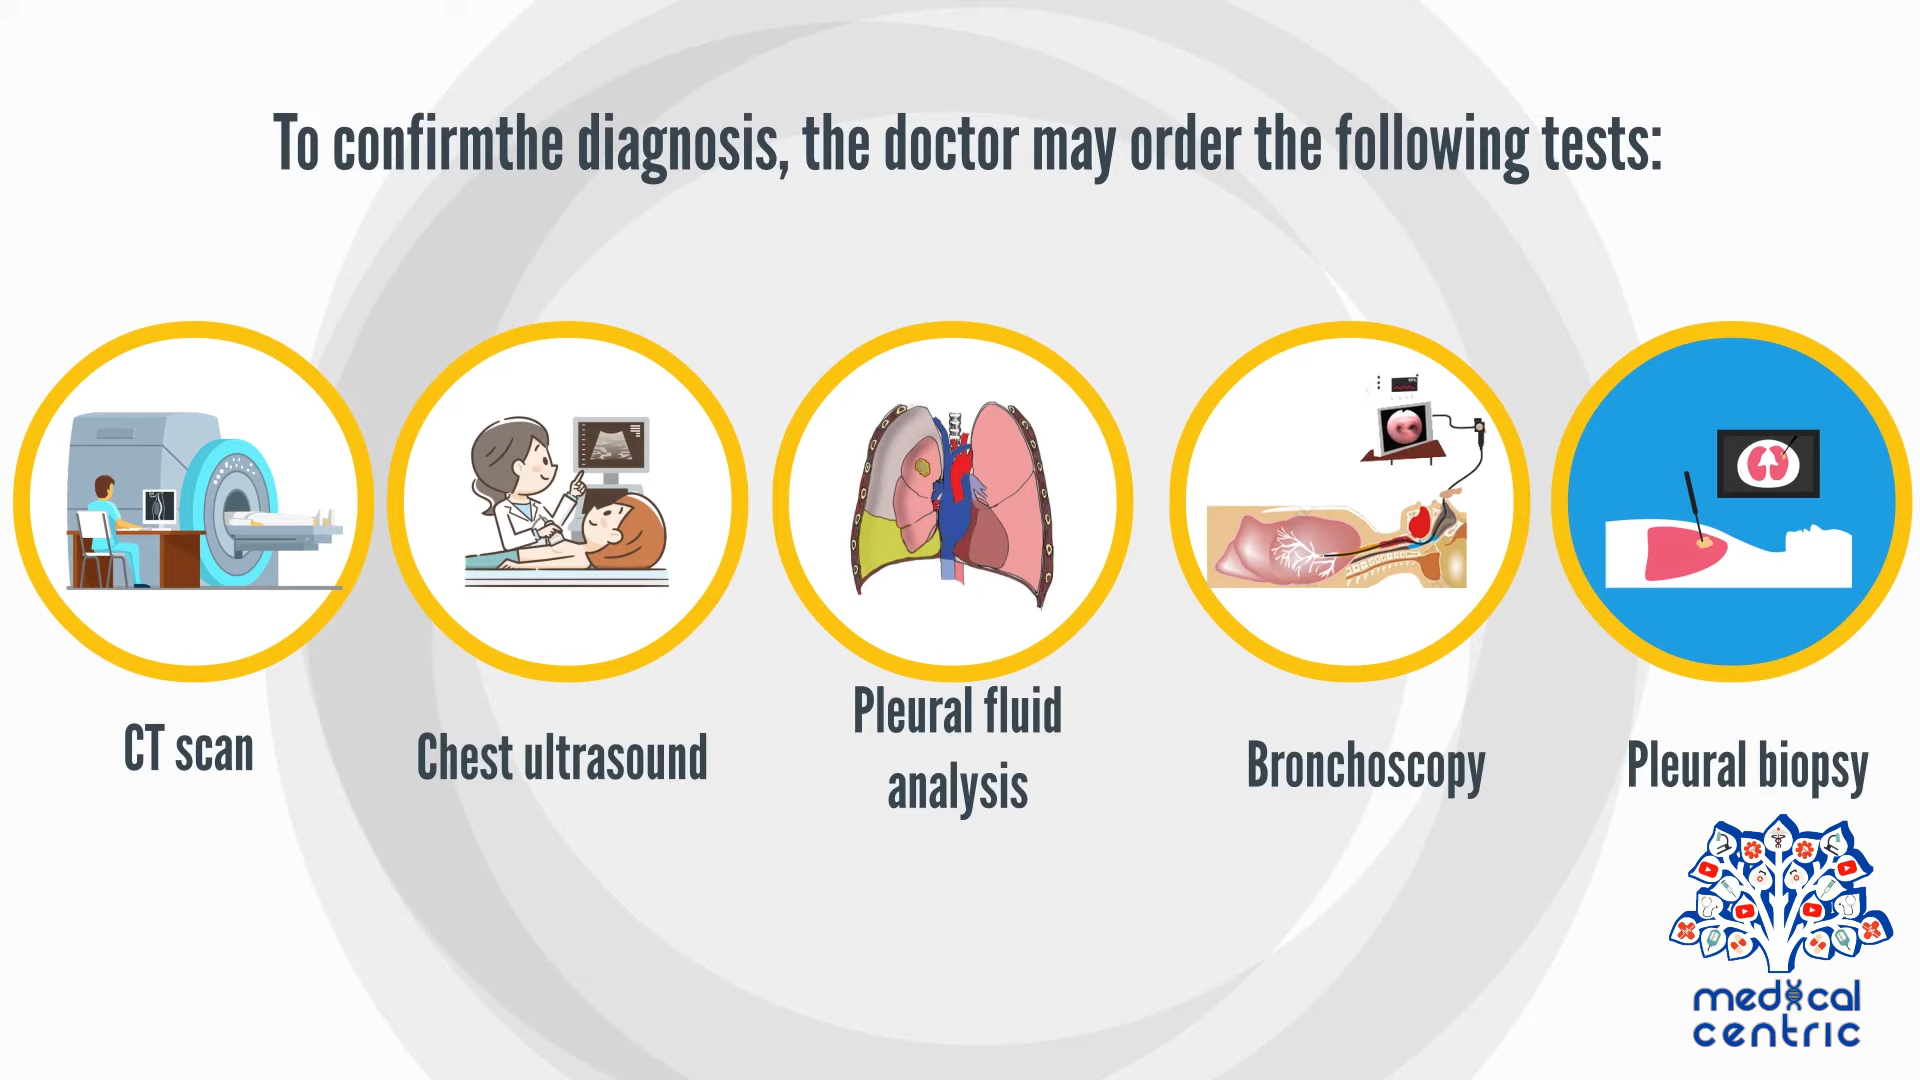 To confirmthe diagnosis, the doctor may order the following tests:
CT scan
Chest ultrasound
Pleural fluid
analysis
Bronchoscopy
Pleural biopsy
medical
centric